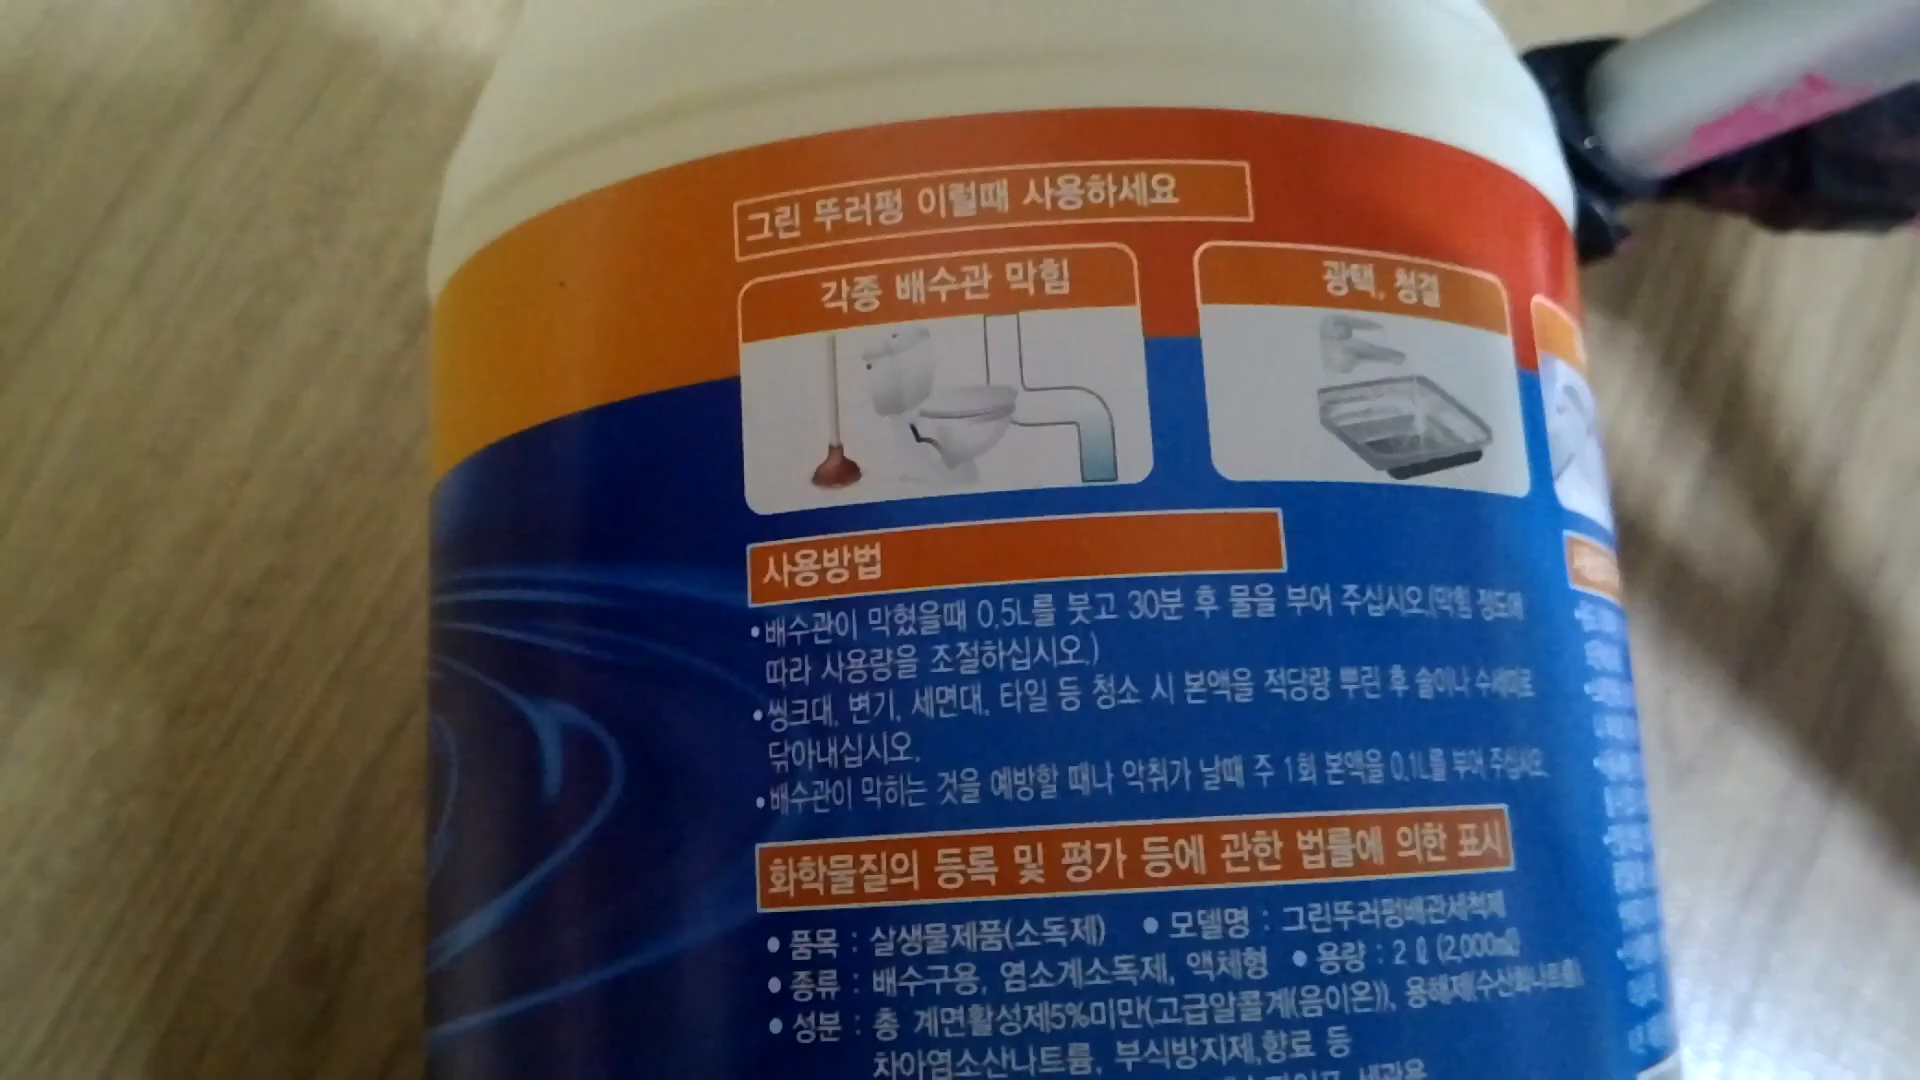 그린 뚜러펑 이럴때 사용하세요
각종 배수관 막힘
광택, 청결
사용방법
•배수관이 막혔을때 0.5L를 붓고 30분 후 물을 부어 주십시오.(막힘 정도에
따라 사용량을 조절하십시오.)
•씽크대, 변기, 세면대, 타일 등 청소 시 본액을 적당량 뿌린 후 솔이나 수세미로
닦아내십시오.
•배수관이 막히는 것을 예방할 때나 악취가 날때 주 1회 본액을 0.1L를 부어 주십시오.
화학물질의 등록 및 평가 등에 관한 법률에 의한 표시
• 품목 : 살생물제품(소독제) • 모델명 : 그린뚜러펑배관세척제
• 종류 : 배수구용, 염소계소독제, 액체형 • 용량 : 2ℓ (2,000㎖)
• 성분 : 총 계면활성제5%미만(고급알콜계(음이온)), 용해제(수산화나트륨)
차아염소산나트륨, 부식방지제,향료 등